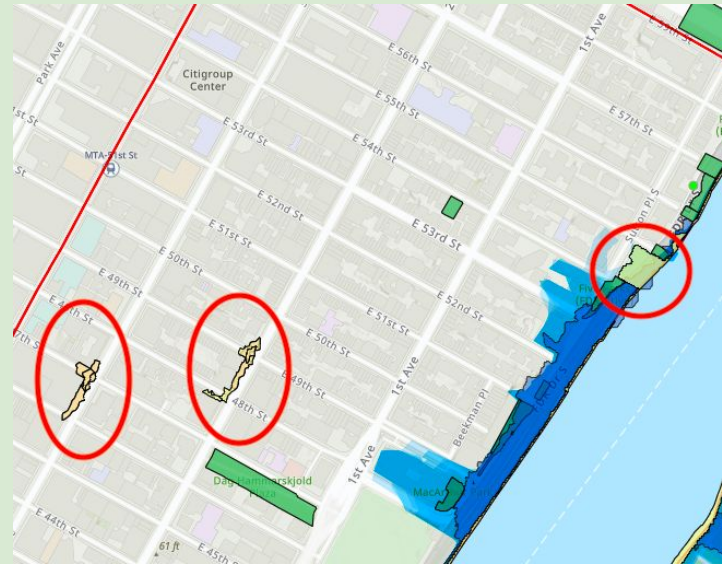 Park Ave
1st Ave
E 59th St
E 56th St
Citigroup
Center
E 57th St
E 55th St
E 53rd St
E 54th St
MTA-51st St
Sutton Pl S
E 52nd St
E 53rd St
E 51st St
E 50th St
E 49th St
E 52nd St
E 51st St
E 50th St
1st Ave
E 49th St
Beekman Pl
48th St
1st Ave
Dag Hammarskjold
Plaza
E 44th St
61 ft
E 45th St